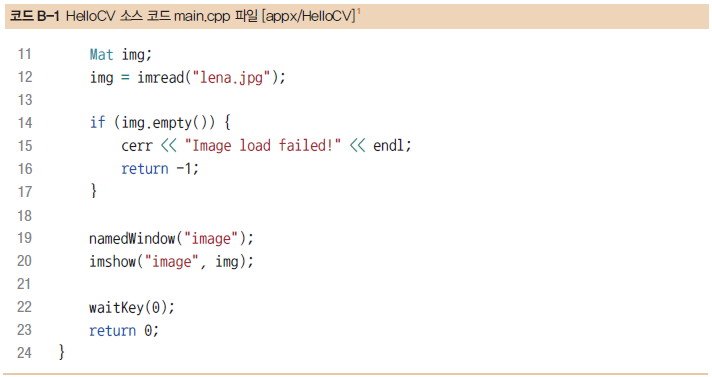 코드 B-1 HelloCV 소스 코드 main.cpp 파일 [appx/HelloCV]1
11 Mat img;
12 img = imread("lena.jpg");
13
14 if (img.empty()) {
15 cerr << "Image load failed!" << endl;
16 return -1;
17 }
18
19 namedWindow("image");
20 imshow("image", img);
21
22 waitKey(0);
23 return 0;
24 }